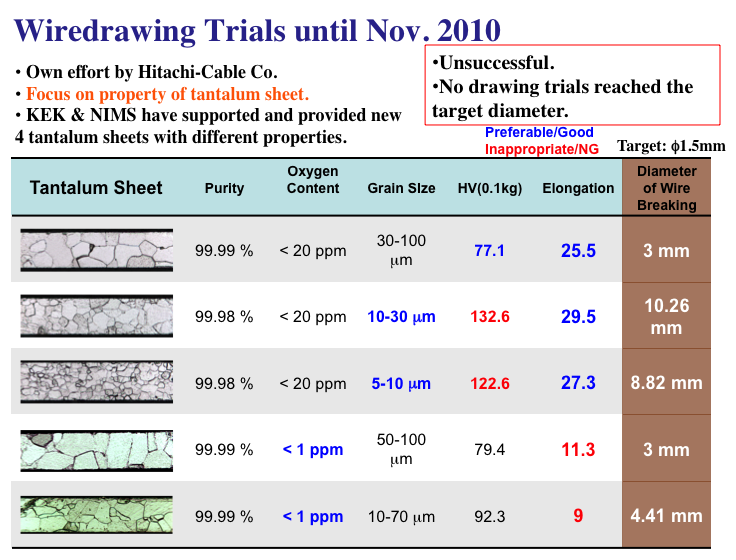 Wiredrawing Trials until Nov. 2010
• Own effort by Hitachi-Cable Co.
• Focus on property of tantalum sheet.
• KEK & NIMS have supported and provided new
4 tantalum sheets with different properties.
•Unsuccessful.
•No drawing trials reached the
target diameter.
Preferable/Good
Inappropriate/NG
Target: ϕ1.5mm
Tantalum Sheet Purity Oxygen Content Grain Size HV(0.1kg) Elongation Diameter of Wire Breaking
99.99 % < 20 ppm 30-100 μm 77.1 25.5 3 mm
99.98 % < 20 ppm 10-30 μm 132.6 29.5 10.26 mm
99.98 % < 20 ppm 5-10 μm 122.6 27.3 8.82 mm
99.99 % < 1 ppm 50-100 μm 79.4 11.3 3 mm
99.99 % < 1 ppm 10-70 μm 92.3 9 4.41 mm